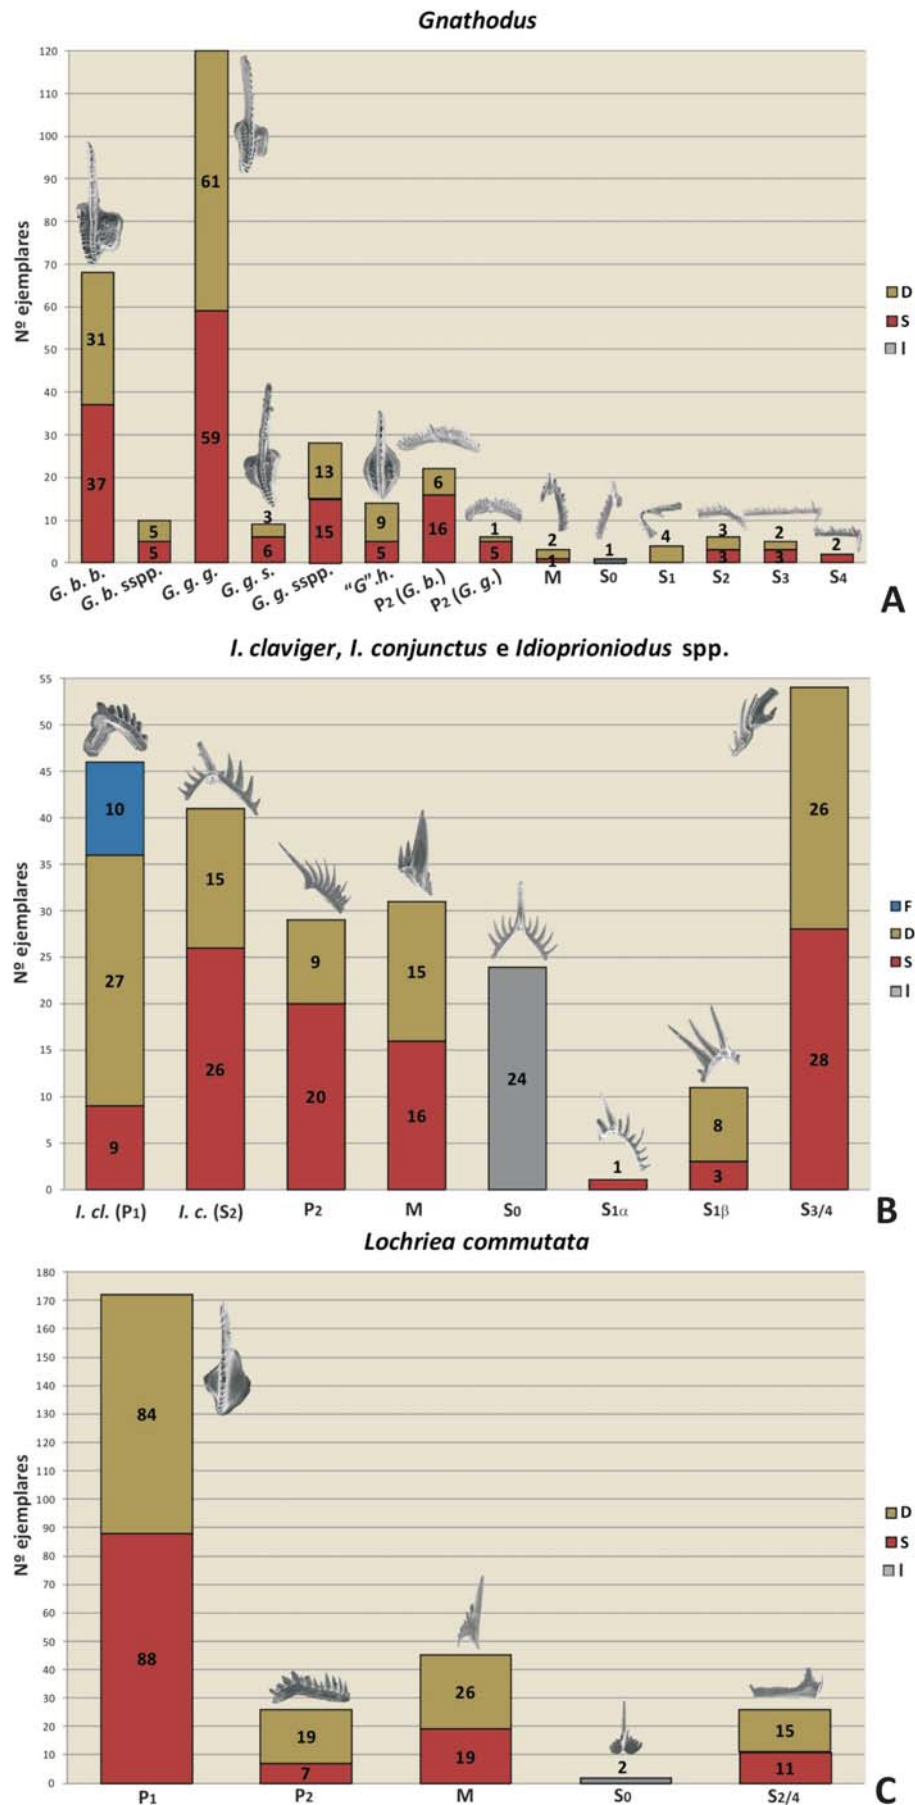 Gnathodus
Nº ejemplares
120
110
100
90
80
70
60
50
40
30
20
10
0
31
37
5
5
61
59
3
6
13
15
9
5
6
16
1
5
2
1
1
4
3
3
2
3
2
G. b. b.
G. b. sspp.
G. g. g.
G. g. s.
G. g. sspp.
"G".h.
P2 (G. b.)
P2 (G. g.)
M
S0
S1
S2
S3
S4
D
S
I
A
I. claviger, I. conjunctus e Idioprioniodus spp.
Nº ejemplares
55
50
45
40
35
30
25
20
15
10
5
0
10
27
9
15
26
9
20
15
16
24
1
8
3
26
28
I. cl. (P1)
I. c. (S2)
P2
M
S0
S1α
S1β
S3/4
F
D
S
I
B
Lochriea commutata
Nº ejemplares
180
170
160
150
140
130
120
110
100
90
80
70
60
50
40
30
20
10
0
84
88
19
7
26
19
2
15
11
P1
P2
M
S0
S2/4
D
S
I
C